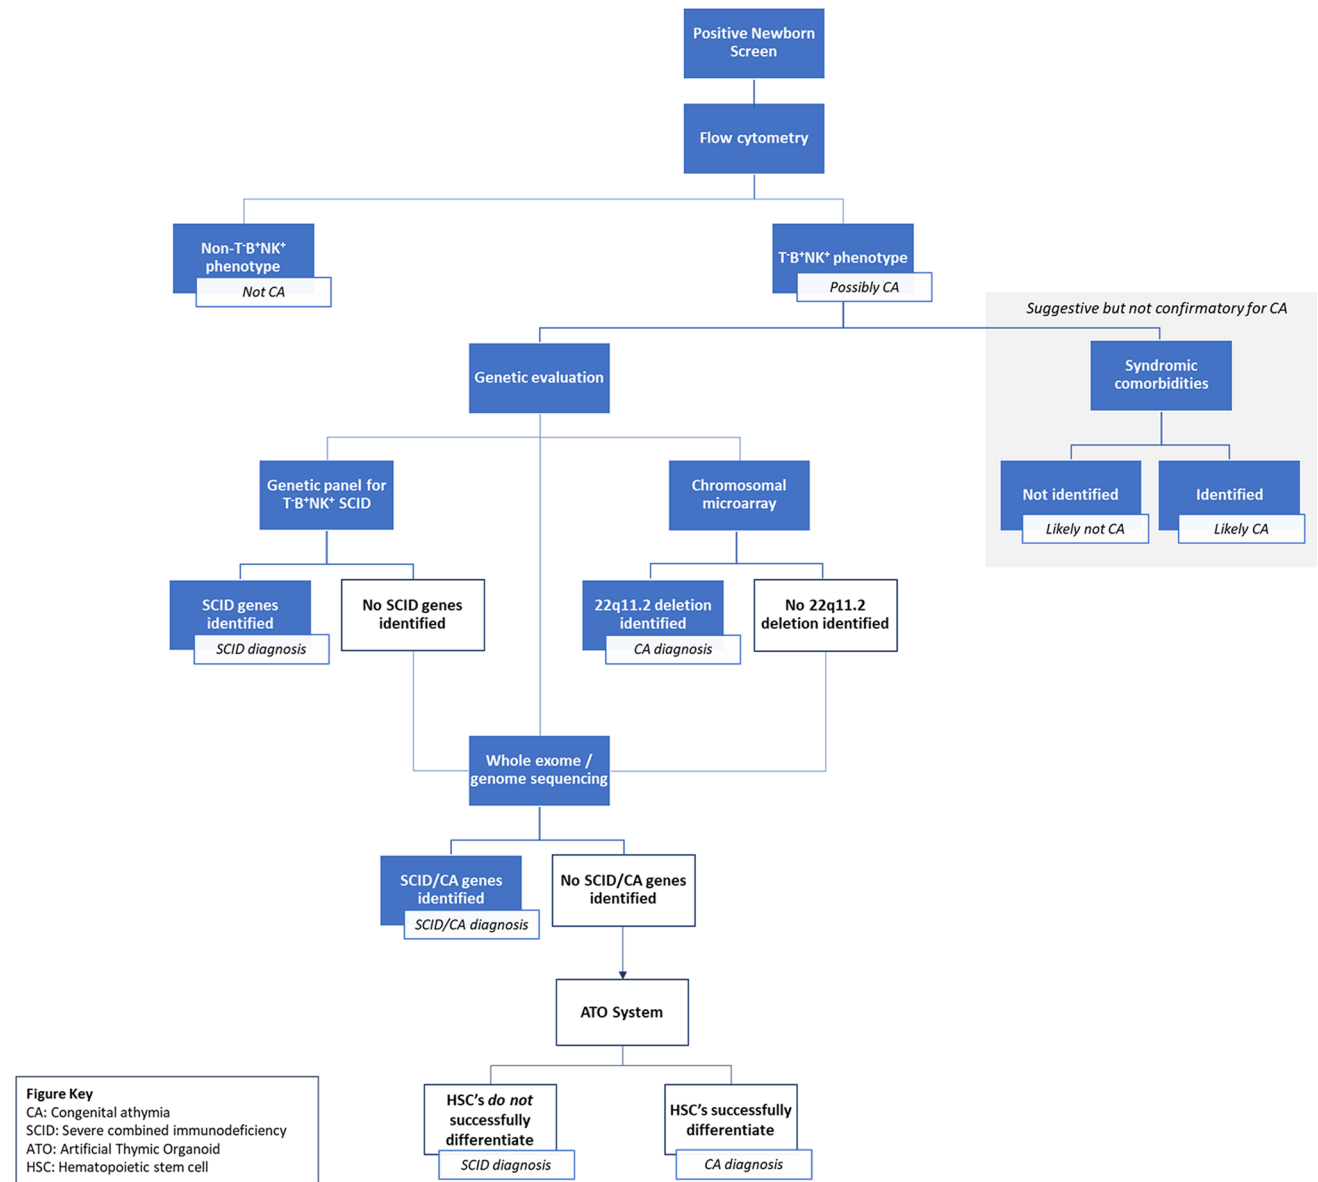 Positive Newborn
Screen
Flow cytometry
Non-T⁻B⁺NK⁺
phenotype
Not CA
T⁻B⁺NK⁺ phenotype
Possibly CA
Suggestive but not confirmatory for CA
Genetic evaluation
Syndromic
comorbidities
Genetic panel for
T⁻B⁺NK⁺ SCID
Chromosomal
microarray
Not identified
Likely not CA
Identified
Likely CA
SCID genes
identified
SCID diagnosis
No SCID genes
identified
22q11.2 deletion
identified
CA diagnosis
No 22q11.2
deletion identified
Whole exome /
genome sequencing
SCID/CA genes
identified
SCID/CA diagnosis
No SCID/CA genes
identified
ATO System
HSC's do not
successfully
differentiate
SCID diagnosis
HSC's successfully
differentiate
CA diagnosis
Figure Key
CA: Congenital athymia
SCID: Severe combined immunodeficiency
ATO: Artificial Thymic Organoid
HSC: Hematopoietic stem cell